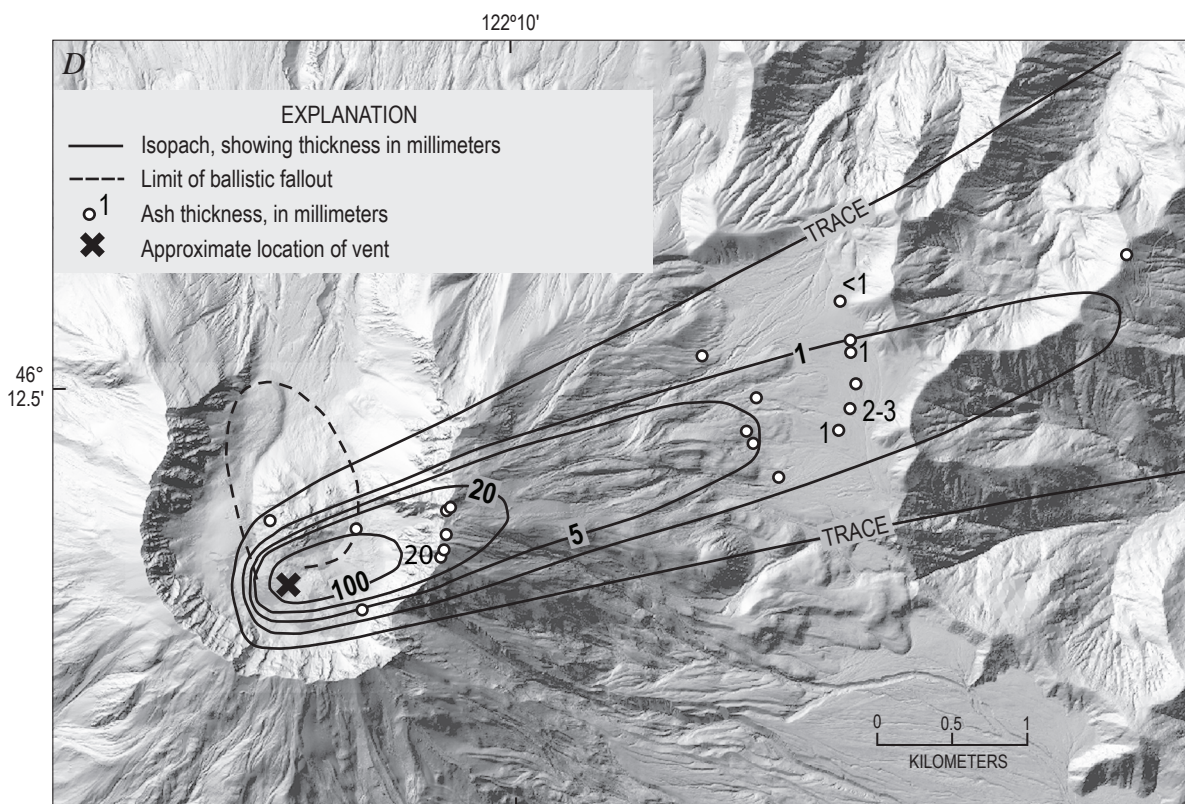 122º10'
D
EXPLANATION
Isopach, showing thickness in millimeters
Limit of ballistic fallout
1
Ash thickness, in millimeters
Approximate location of vent
TRACE
<1
1
1
46°
12.5'
2-3
1
20
5
TRACE
20
100
0 0.5 1
KILOMETERS